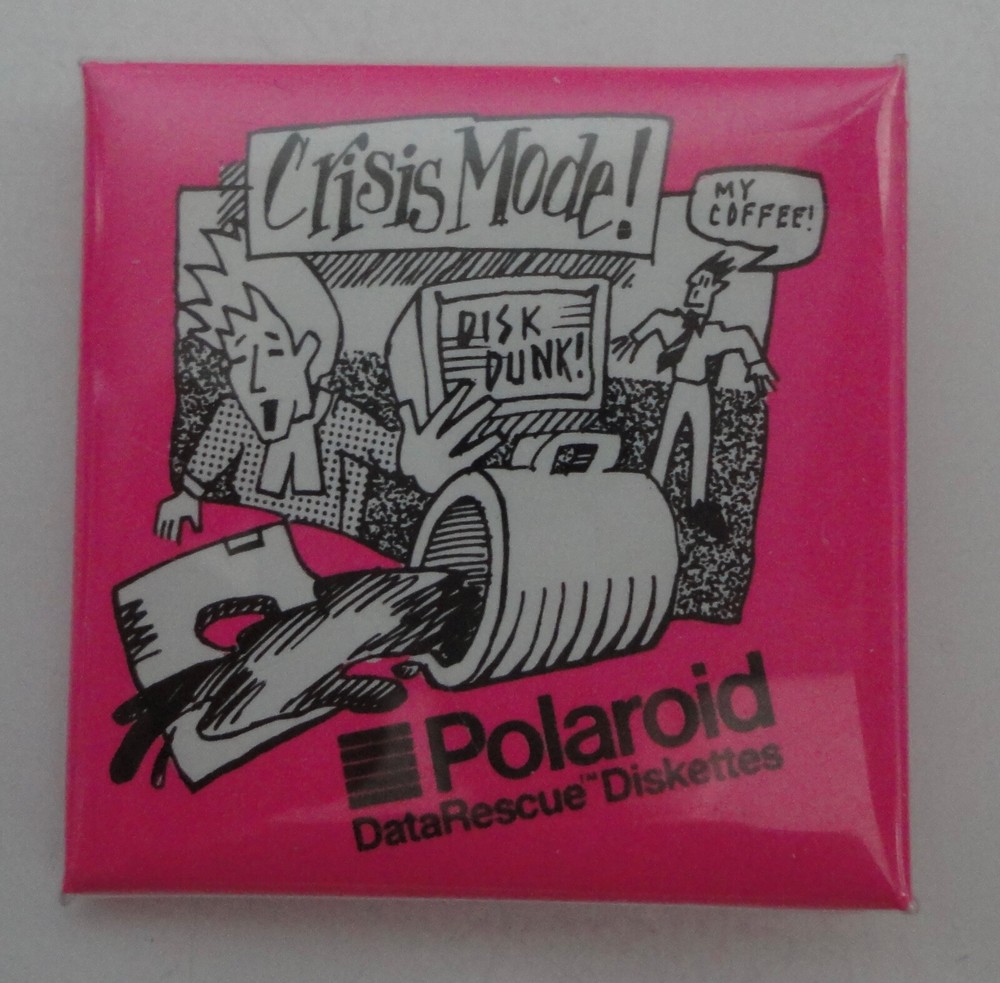 Crisis Mode!
MY
COFFEE!
DISK
DUNK!
Polaroid
DataRescue™ Diskettes